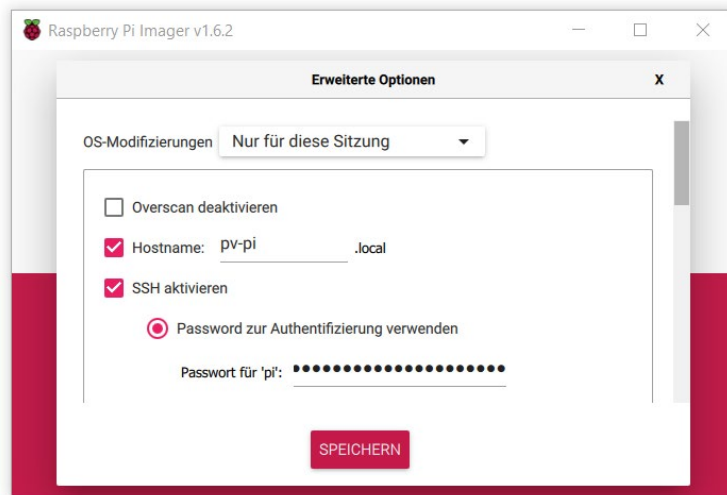 Raspberry Pi Imager v1.6.2
Erweiterte Optionen X
OS-Modifizierungen Nur für diese Sitzung
Overscan deaktivieren
Hostname: pv-pi .local
SSH aktivieren
Password zur Authentifizierung verwenden
Passwort für 'pi': ●●●●●●●●●●●●●●●●●●●●●●
SPEICHERN